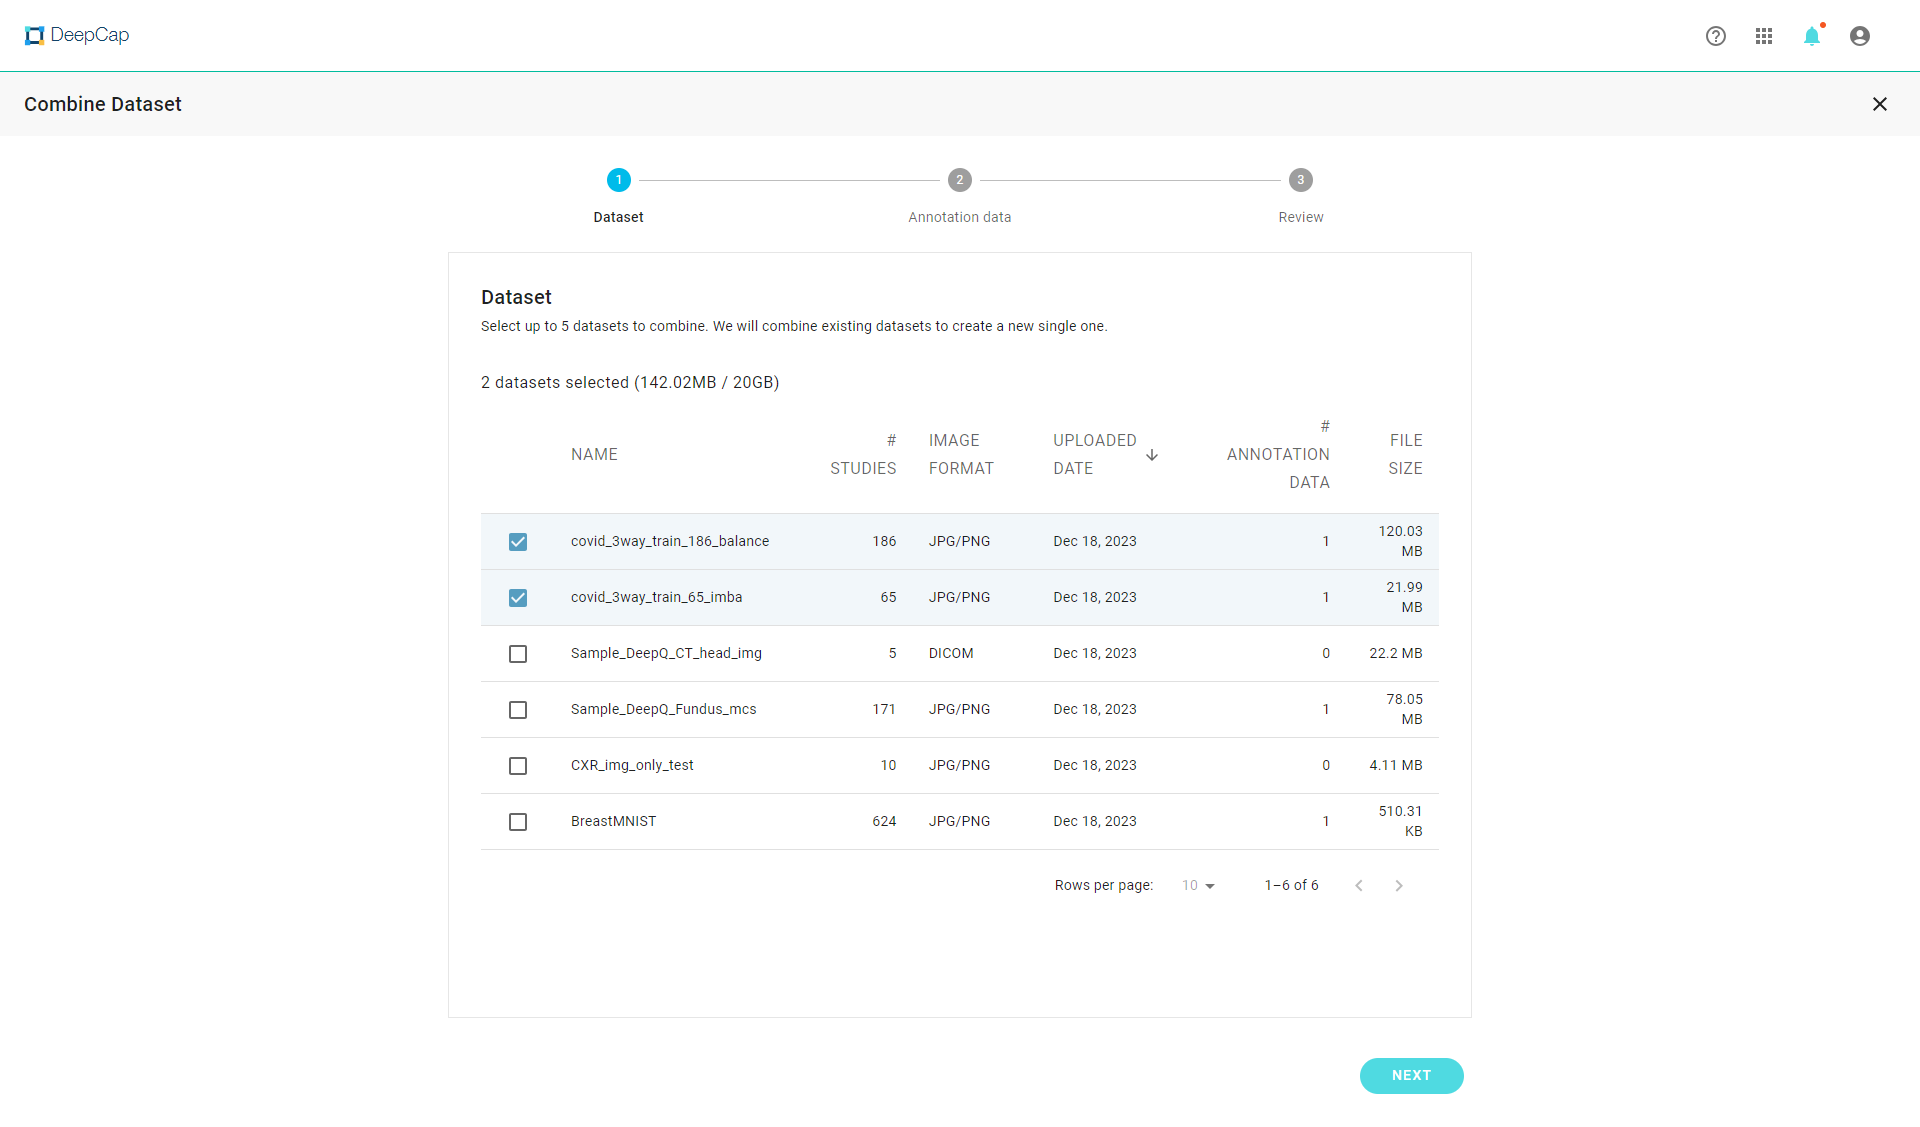 DeepCap
Combine Dataset
1
2
3
Dataset
Annotation data
Review
Dataset
Select up to 5 datasets to combine. We will combine existing datasets to create a new single one.
2 datasets selected (142.02MB / 20GB)
NAME
# STUDIES
IMAGE FORMAT
UPLOADED DATE
# ANNOTATION DATA
FILE SIZE
covid_3way_train_186_balance 186 JPG/PNG Dec 18, 2023 1 120.03 MB
covid_3way_train_65_imba 65 JPG/PNG Dec 18, 2023 1 21.99 MB
Sample_DeepQ_CT_head_img 5 DICOM Dec 18, 2023 0 22.2 MB
Sample_DeepQ_Fundus_mcs 171 JPG/PNG Dec 18, 2023 1 78.05 MB
CXR_img_only_test 10 JPG/PNG Dec 18, 2023 0 4.11 MB
BreastMNIST 624 JPG/PNG Dec 18, 2023 1 510.31 KB
Rows per page: 10 1–6 of 6
NEXT